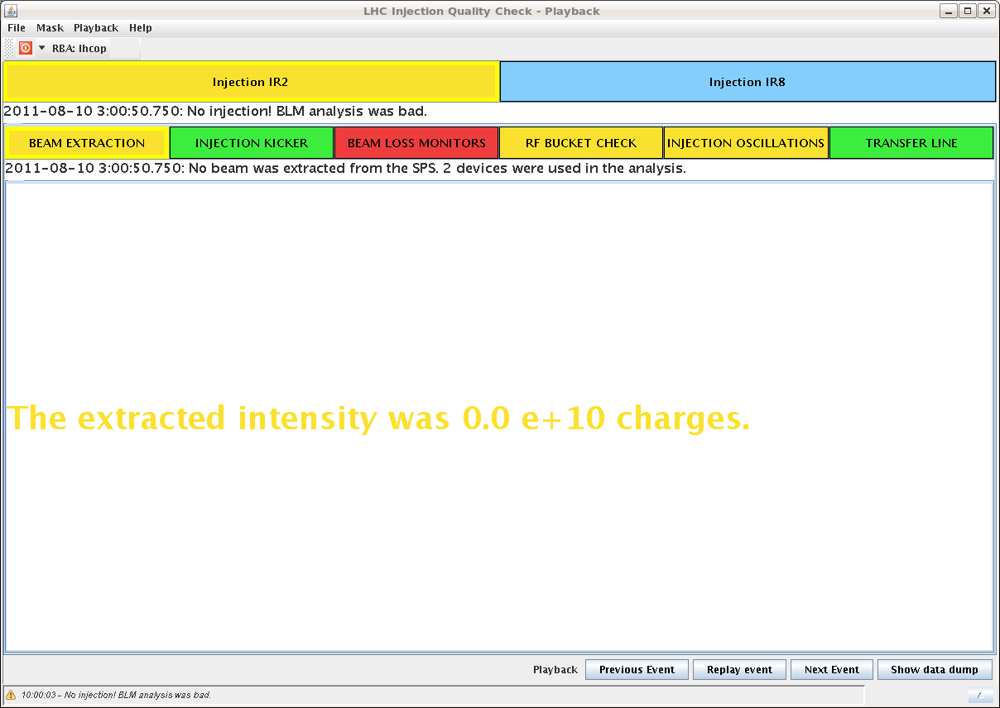 LHC Injection Quality Check - Playback
File Mask Playback Help
RBA: lhcop
Injection IR2 Injection IR8
2011-08-10 3:00:50.750: No injection! BLM analysis was bad.
BEAM EXTRACTION INJECTION KICKER BEAM LOSS MONITORS RF BUCKET CHECK INJECTION OSCILLATIONS TRANSFER LINE
2011-08-10 3:00:50.750: No beam was extracted from the SPS. 2 devices were used in the analysis.
The extracted intensity was 0.0 e+10 charges.
Playback Previous Event Replay event Next Event Show data dump
10:00:03 - No injection! BLM analysis was bad.